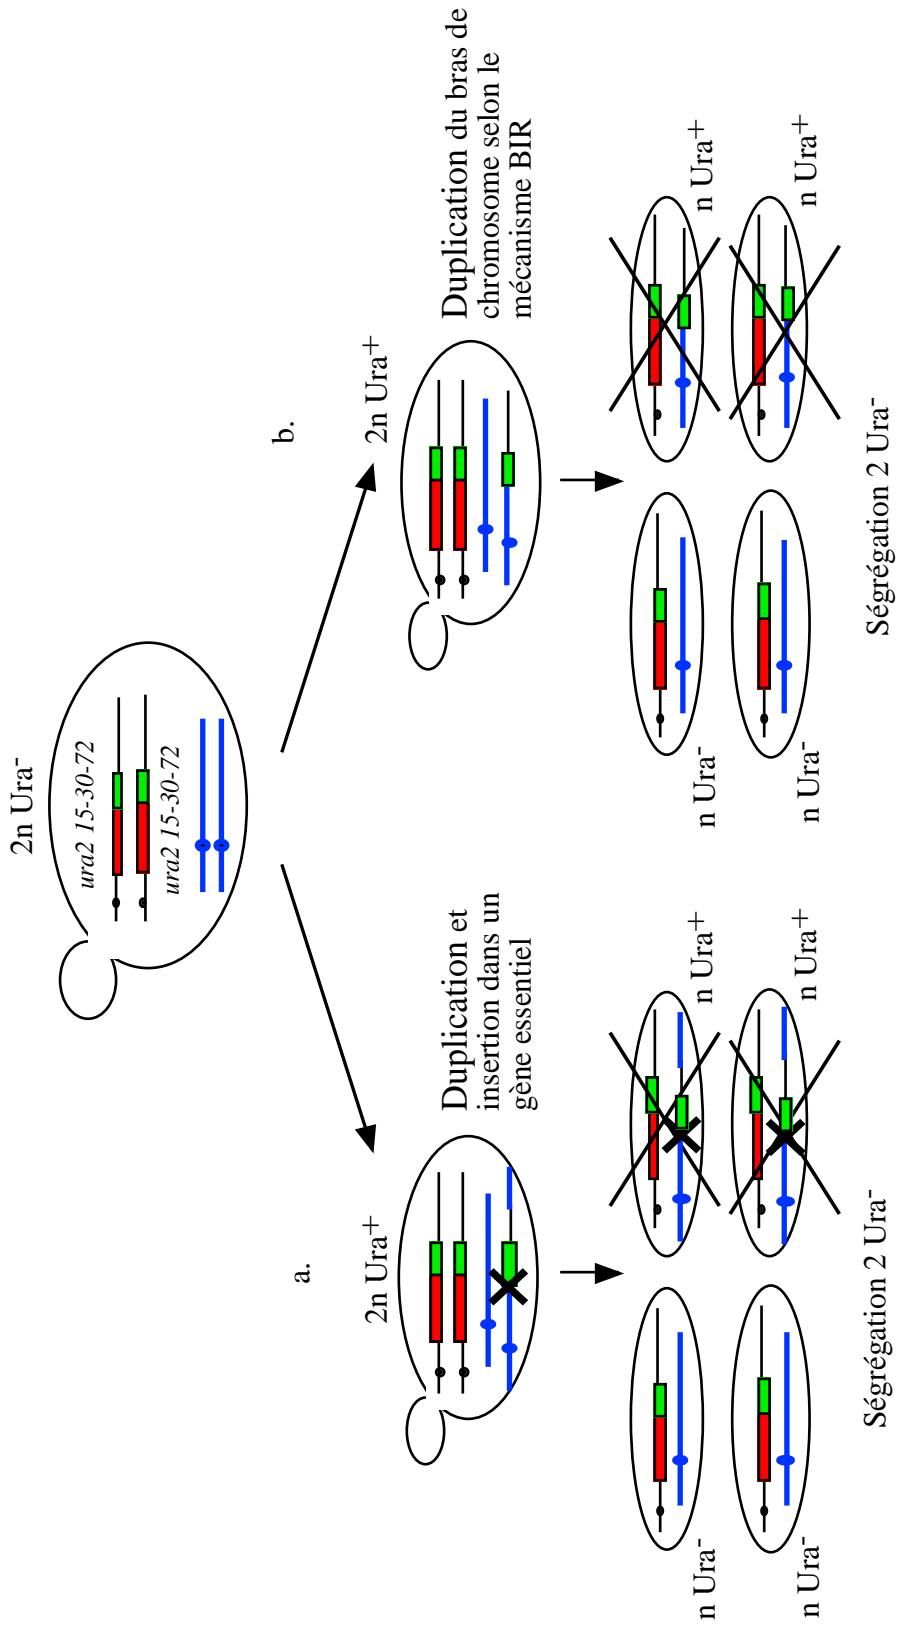 2n Ura-
ura2 15-30-72
ura2 15-30-72
a.
2n Ura+
Duplication et
insertion dans un
gène essentiel
n Ura-
n Ura+
n Ura-
n Ura+
Ségrégation 2 Ura-
b.
2n Ura+
Duplication du bras de
chromosome selon le
mécanisme BIR
n Ura-
n Ura+
n Ura-
n Ura+
Ségrégation 2 Ura-